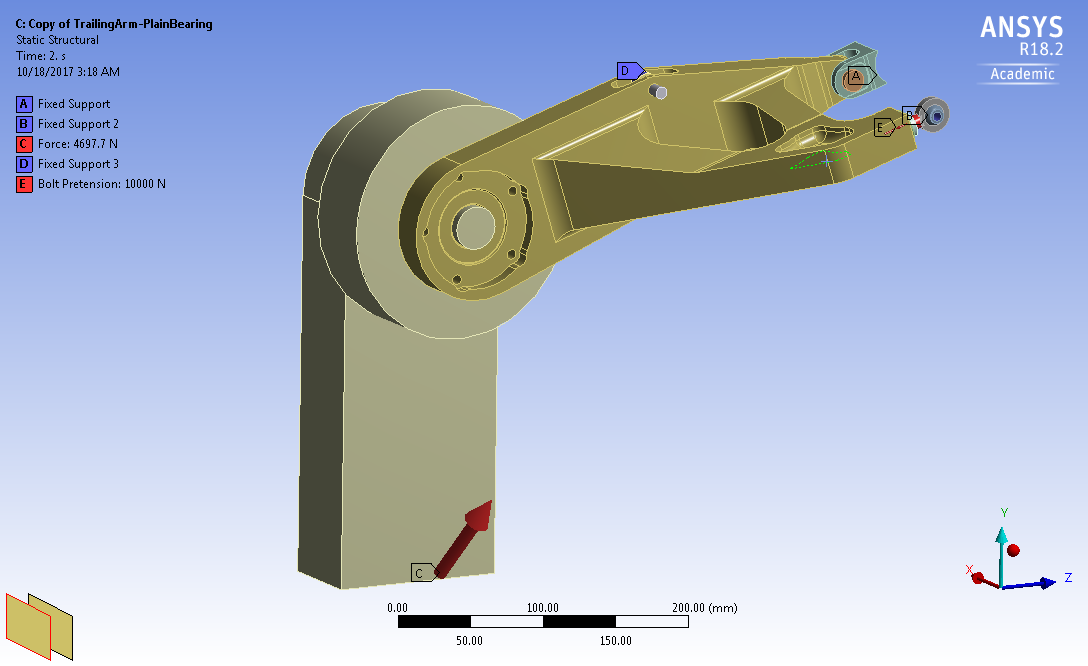 C: Copy of TrailingArm-PlainBearing
Static Structural
Time: 2. s
10/18/2017 3:18 AM
A Fixed Support
B Fixed Support 2
C Force: 4697.7 N
D Fixed Support 3
E Bolt Pretension: 10000 N
ANSYS
R18.2
Academic
D
A
B
E
C
Y
X
Z
0.00 100.00 200.00 (mm)
50.00 150.00